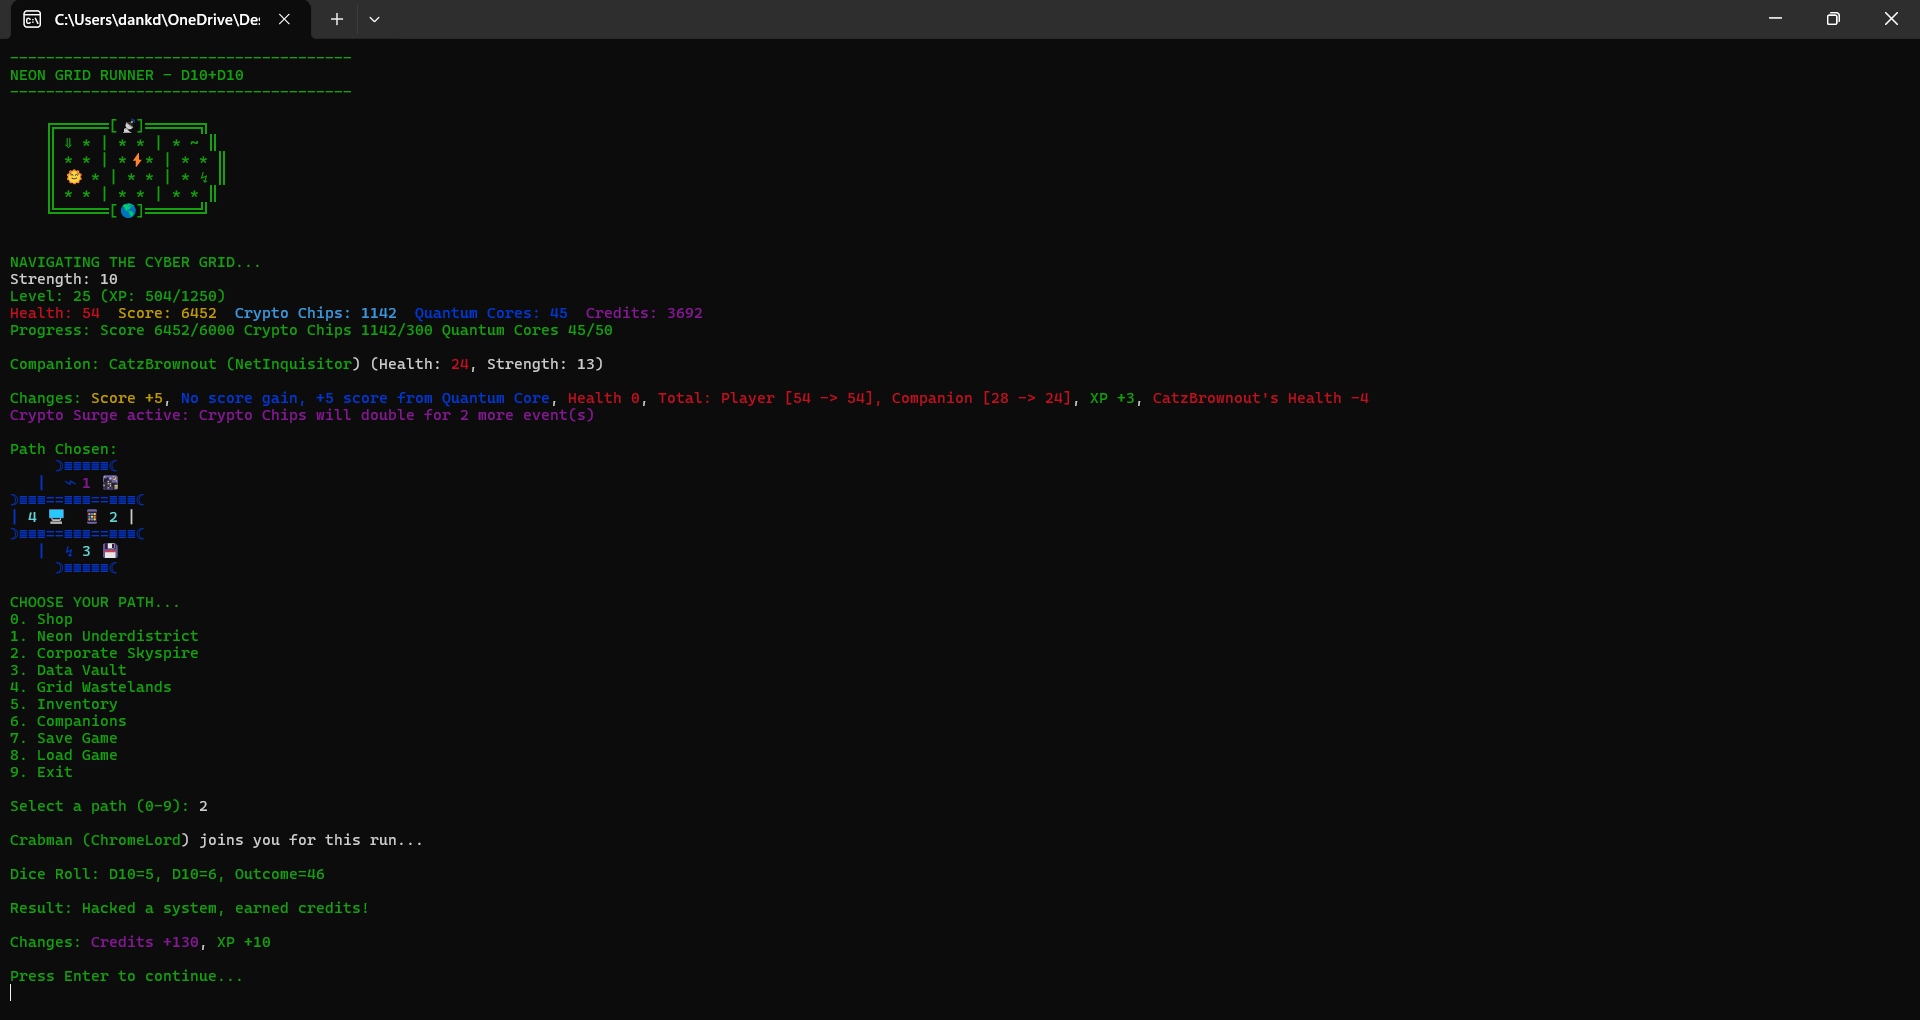 C:\Users\dankd\OneDrive\De
--------------------------------------
NEON GRID RUNNER - D10+D10
--------------------------------------
╔══════[📡]══════╗
║ ⇓ * | * * | * ~ ║
║ * * | *⚡* | * * ║
║ 🌞 * | * * | * ϟ ║
║ * * | * * | * * ║
╚══════[🌎]══════╝
NAVIGATING THE CYBER GRID...
Strength: 10
Level: 25 (XP: 504/1250)
Health: 54  Score: 6452  Crypto Chips: 1142  Quantum Cores: 45  Credits: 3692
Progress: Score 6452/6000 Crypto Chips 1142/300 Quantum Cores 45/50
Companion: CatzBrownout (NetInquisitor) (Health: 24, Strength: 13)
Changes: Score +5, No score gain, +5 score from Quantum Core, Health 0, Total: Player [54 -> 54], Companion [28 -> 24], XP +3, CatzBrownout's Health -4
Crypto Surge active: Crypto Chips will double for 2 more event(s)
Path Chosen:
☽≣≣≣≣≣☾
|  ⌁ 1 🌌
☽≣≣≣==≣≣≣==≣≣≣☾
| 4 🖥  🧮 2 |
☽≣≣≣==≣≣≣==≣≣≣☾
|  ϟ 3 💾
☽≣≣≣≣≣☾
CHOOSE YOUR PATH...
0. Shop
1. Neon Underdistrict
2. Corporate Skyspire
3. Data Vault
4. Grid Wastelands
5. Inventory
6. Companions
7. Save Game
8. Load Game
9. Exit
Select a path (0-9): 2
Crabman (ChromeLord) joins you for this run...
Dice Roll: D10=5, D10=6, Outcome=46
Result: Hacked a system, earned credits!
Changes: Credits +130, XP +10
Press Enter to continue...